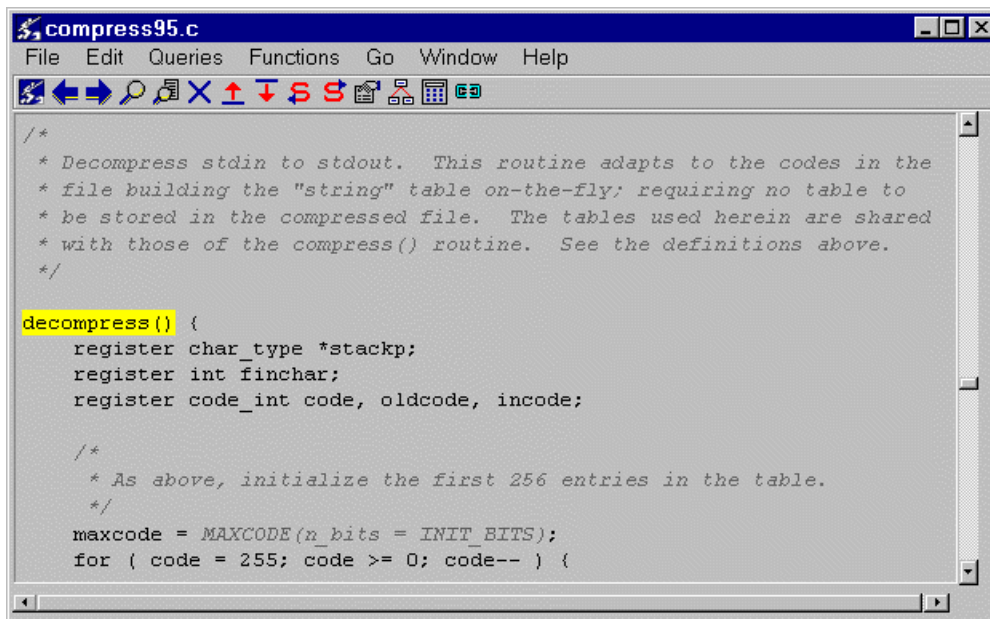 compress95.c
File Edit Queries Functions Go Window Help
/*
 * Decompress stdin to stdout.  This routine adapts to the codes in the
 * file building the "string" table on-the-fly; requiring no table to
 * be stored in the compressed file.  The tables used herein are shared
 * with those of the compress() routine.  See the definitions above.
 */
decompress() {
    register char_type *stackp;
    register int finchar;
    register code_int code, oldcode, incode;
    /*
     * As above, initialize the first 256 entries in the table.
     */
    maxcode = MAXCODE(n_bits = INIT_BITS);
    for ( code = 255; code >= 0; code-- ) {